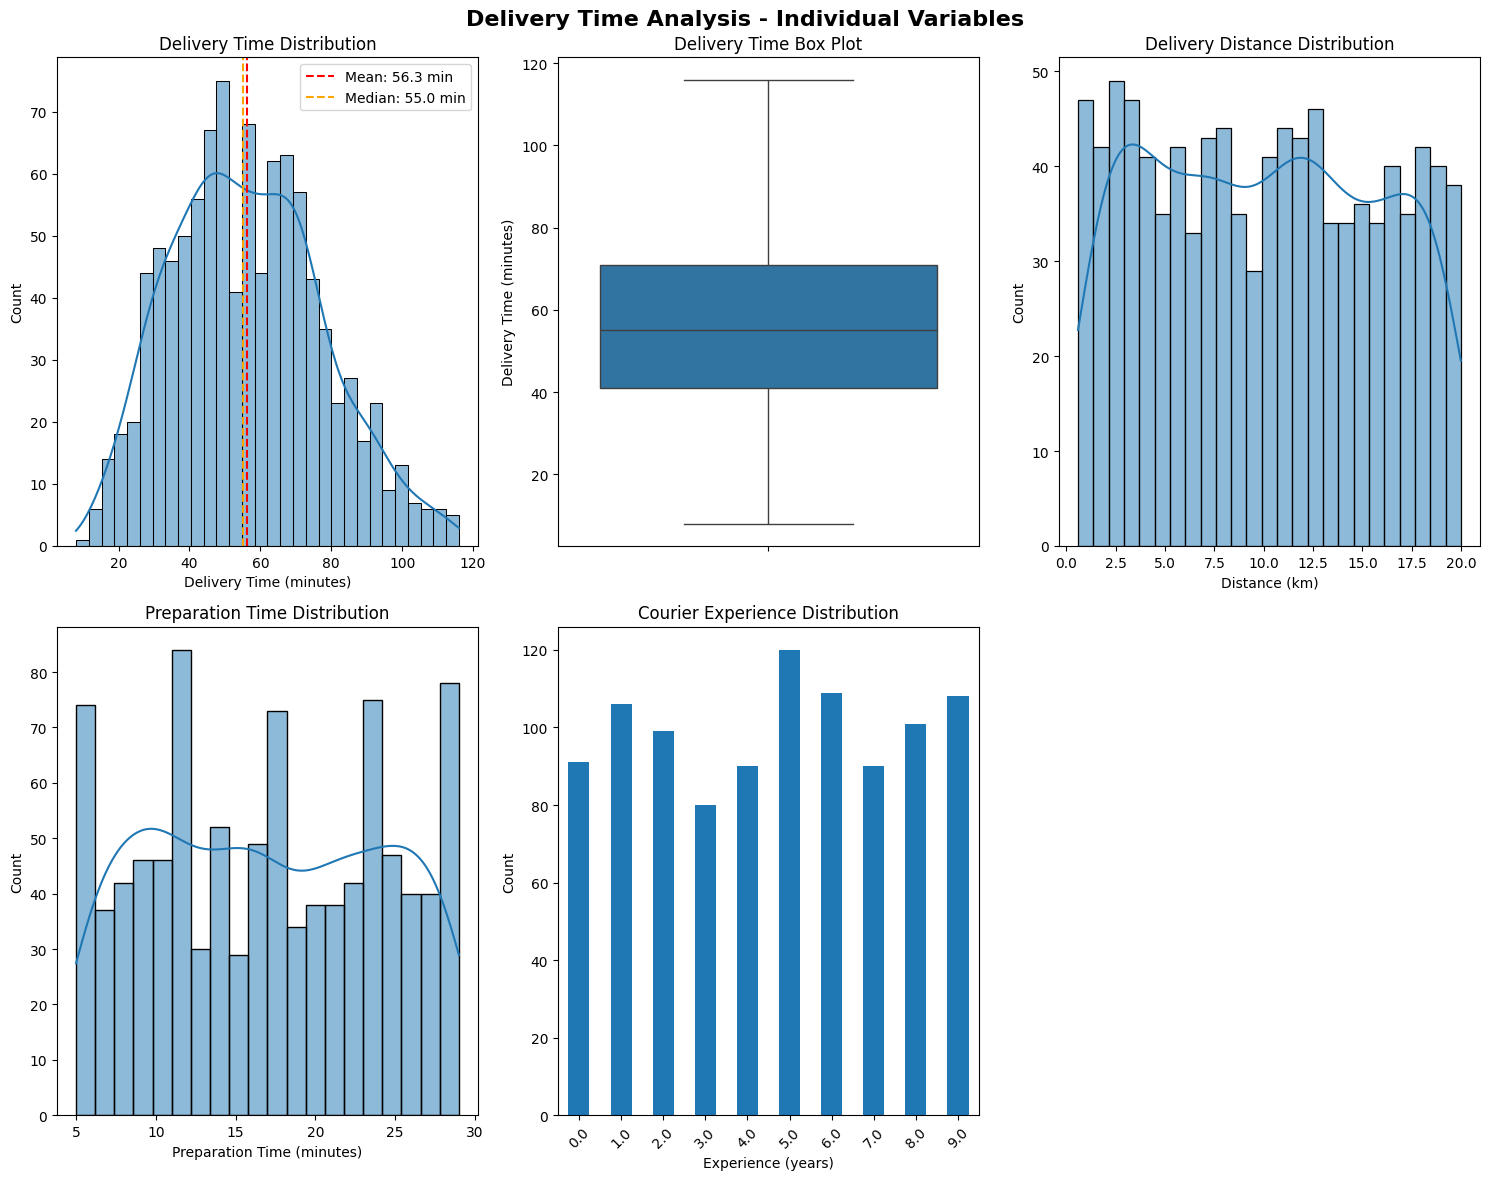 Delivery Time Analysis - Individual Variables
Delivery Time Distribution
Mean: 56.3 min
Median: 55.0 min
Count
0
10
20
30
40
50
60
70
20 40 60 80 100 120
Delivery Time (minutes)
Delivery Time Box Plot
Delivery Time (minutes)
120
100
80
60
40
20
Delivery Distance Distribution
Count
50
40
30
20
10
0
0.0 2.5 5.0 7.5 10.0 12.5 15.0 17.5 20.0
Distance (km)
Preparation Time Distribution
Count
80
70
60
50
40
30
20
10
0
5 10 15 20 25 30
Preparation Time (minutes)
Courier Experience Distribution
Count
120
100
80
60
40
20
0
0.0 1.0 2.0 3.0 4.0 5.0 6.0 7.0 8.0 9.0
Experience (years)